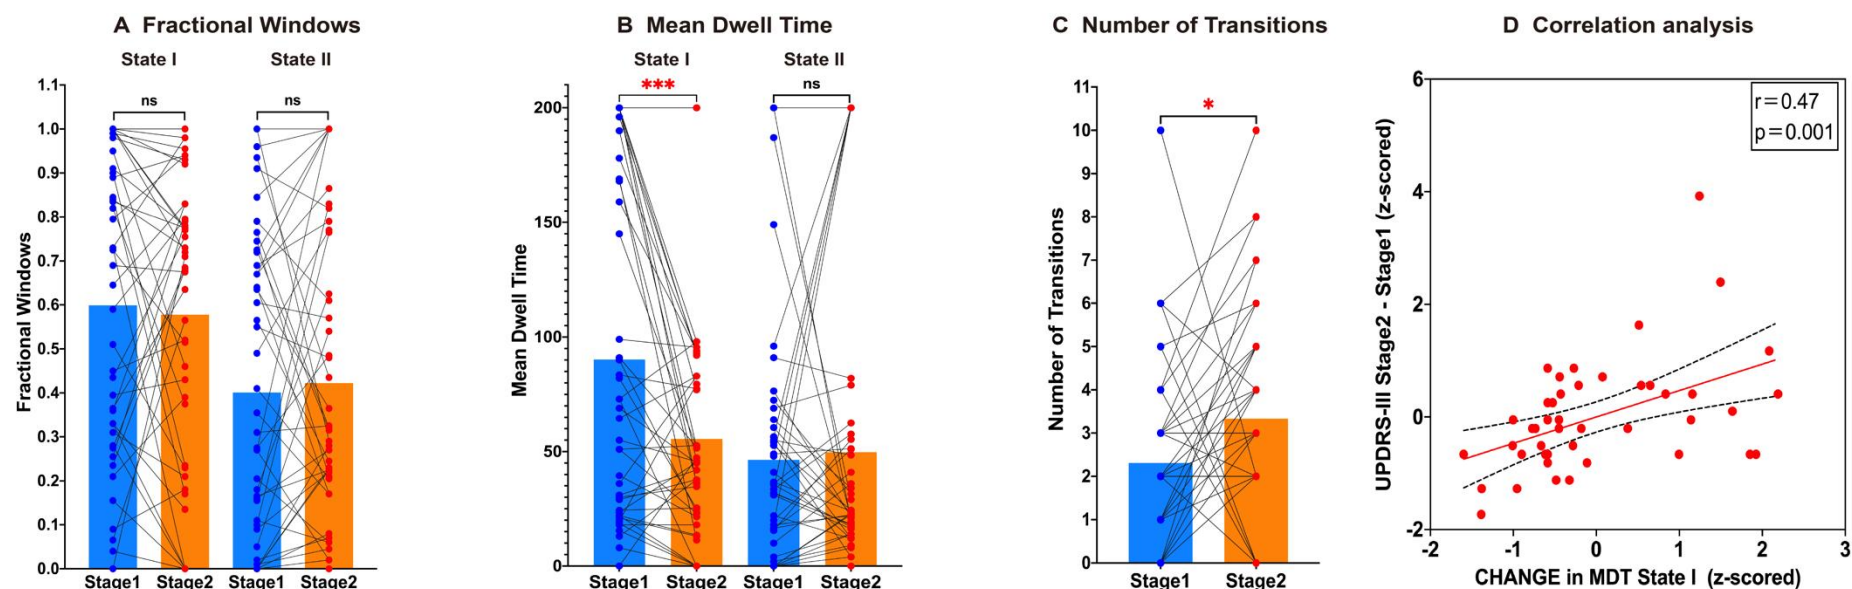 A Fractional Windows
State I
State II
ns
ns
Fractional Windows
1.1
1.0
0.9
0.8
0.7
0.6
0.5
0.4
0.3
0.2
0.1
0.0
Stage1
Stage2
Stage1
Stage2
B Mean Dwell Time
State I
State II
***
ns
Mean Dwell Time
200
150
100
50
0
Stage1
Stage2
Stage1
Stage2
C Number of Transitions
*
Number of Transitions
11
10
9
8
7
6
5
4
3
2
1
0
Stage1
Stage2
D Correlation analysis
r=0.47
p=0.001
UPDRS-III Stage2 - Stage1 (z-scored)
6
4
2
0
-2
-2
-1
0
1
2
3
CHANGE in MDT State I (z-scored)